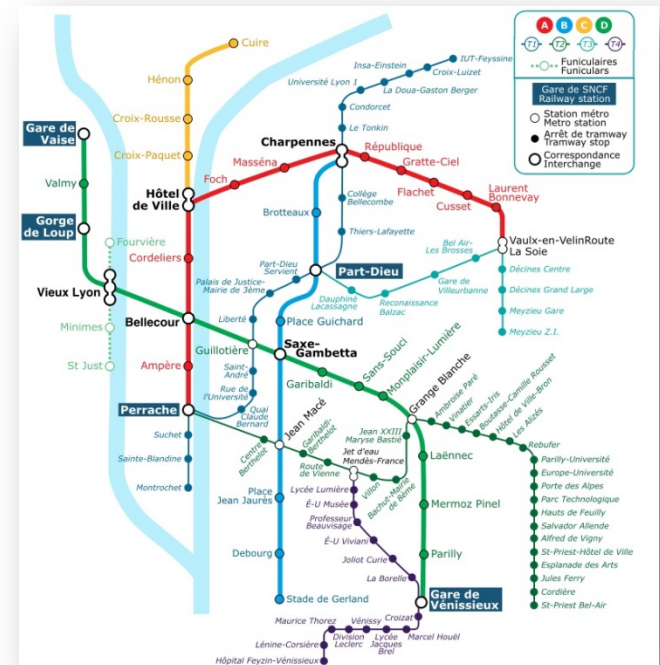 A B C D
T1 T2 T3 T4
Funiculaires
Funiculars
Gare de SNCF
Railway station
Station métro
Metro station
Arrêt de tramway
Tramway stop
Correspondance
Interchange
Cuire
Hénon
Croix-Rousse
Croix-Paquet
Hôtel
de Ville
Gare de
Vaise
Valmy
Gorge
de Loup
Fourvière
Vieux Lyon
Minimes
St Just
Foch
Masséna
Charpennes
République
Gratte-Ciel
Flachet
Cusset
Laurent
Bonnevay
Vaulx-en-VelinRoute
La Soie
Cordeliers
Bellecour
Ampère
Perrache
IUT-Feyssine
Croix-Luizet
Insa-Einstein
La Doua-Gaston Berger
Université Lyon 1
Condorcet
Le Tonkin
Collège
Bellecombe
Thiers-Lafayette
Brotteaux
Part-Dieu
Part-Dieu
Servient
Palais de Justice-
Mairie de 3ème
Liberté
Place Guichard
Guillotière
Saxe-
Gambetta
Saint-
André
Rue de
l'Université
Quai
Claude
Bernard
Suchet
Sainte-Blandine
Montrochet
Dauphiné
Lacassagne
Reconaissance
Balzac
Gare de
Villeurbanne
Bel Air-
Les Brosses
Décines Centre
Décines Grand Large
Meyzieu Gare
Meyzieu Z.I.
Garibaldi
Sans-Souci
Monplaisir-Lumière
Grange Blanche
Laënnec
Mermoz Pinel
Parilly
Gare de
Vénissieux
Centre
Berthelot
Jean Macé
Garibaldi-
Berthelot
Route
de Vienne
Jet d'eau
Mendès-France
Villon
Bachut-Mairie
de 8ème
Jean XXIII
Maryse Bastié
Ambroise Paré
Vinatier
Essarts-Iris
Boutasse-Camille Rousset
Hôtel de Ville-Bron
Les Alizés
Rebufer
Parilly-Université
Europe-Université
Porte des Alpes
Parc Technologique
Hauts de Feuilly
Salvador Allende
Alfred de Vigny
St-Priest-Hôtel de Ville
Esplanade des Arts
Jules Ferry
Cordière
St-Priest Bel-Air
Place
Jean Jaurès
Debourg
Stade de Gerland
Lycée Lumière
É-U Musée
Professeur
Beauvisage
É-U Viviani
Joliot Curie
La Borelle
Croizat
Marcel Houël
Lycée
Jacques
Brel
Vénissy
Division
Leclerc
Maurice Thorez
Lénine-Corsière
Hôpital Feyzin-Vénissieux